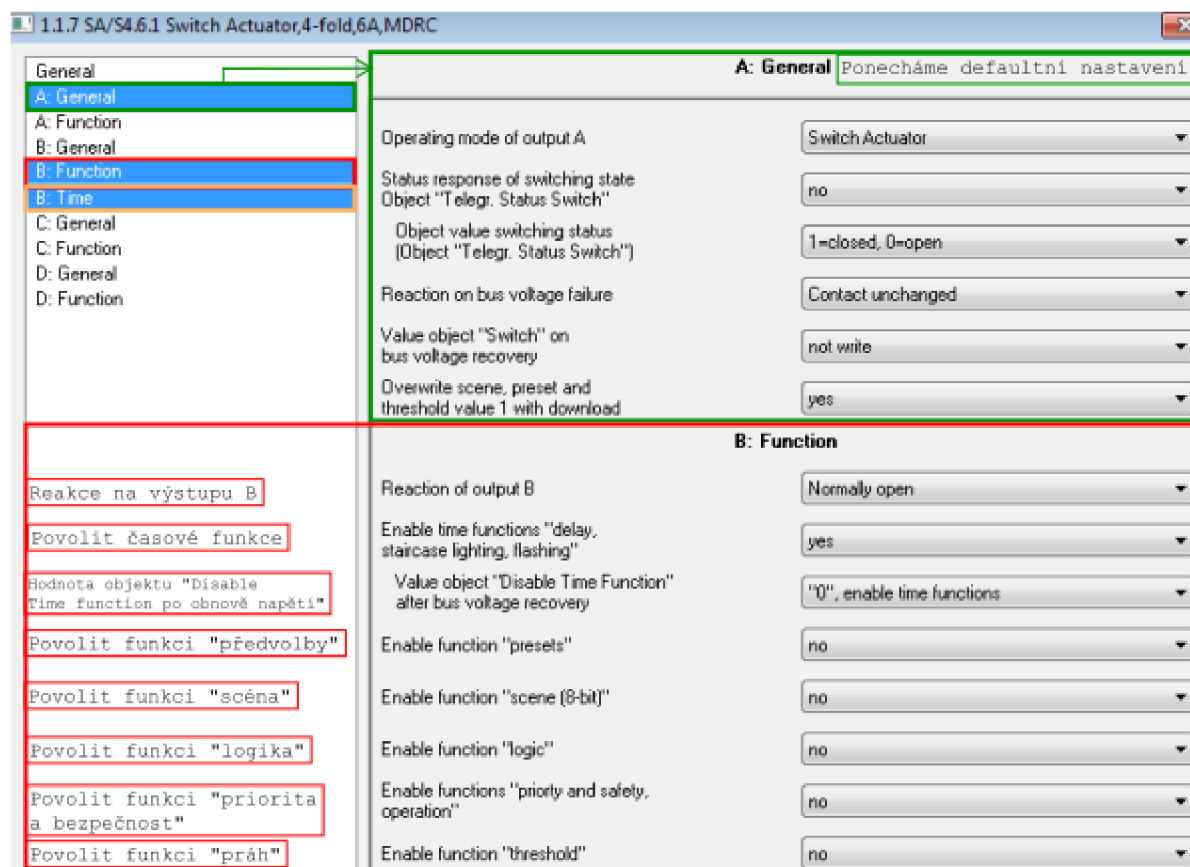 1.1.7 SA/S4.6.1 Switch Actuator,4-fold,6A,MDRC
General
A: General
A: Function
B: General
B: Function
B: Time
C: General
C: Function
D: General
D: Function
A: General Ponecháme defaultní nastavení
Operating mode of output A
Switch Actuator
Status response of switching state
Object "Telegr. Status Switch"
no
Object value switching status
(Object "Telegr. Status Switch")
1=closed, 0=open
Reaction on bus voltage failure
Contact unchanged
Value object "Switch" on
bus voltage recovery
not write
Overwrite scene, preset and
threshold value 1 with download
yes
B: Function
Reakce na výstupu B
Reaction of output B
Normally open
Povolit časové funkce
Enable time functions "delay,
staircase lighting, flashing"
yes
Hodnota objektu "Disable
Time function po obnově napětí"
Value object "Disable Time Function"
after bus voltage recovery
"0", enable time functions
Povolit funkci "předvolby"
Enable function "presets"
no
Povolit funkci "scéna"
Enable function "scene (8-bit)"
no
Povolit funkci "logika"
Enable function "logic"
no
Povolit funkci "priorita
a bezpečnost"
Enable functions "priorty and safety,
operation"
no
Povolit funkci "práh"
Enable function "threshold"
no